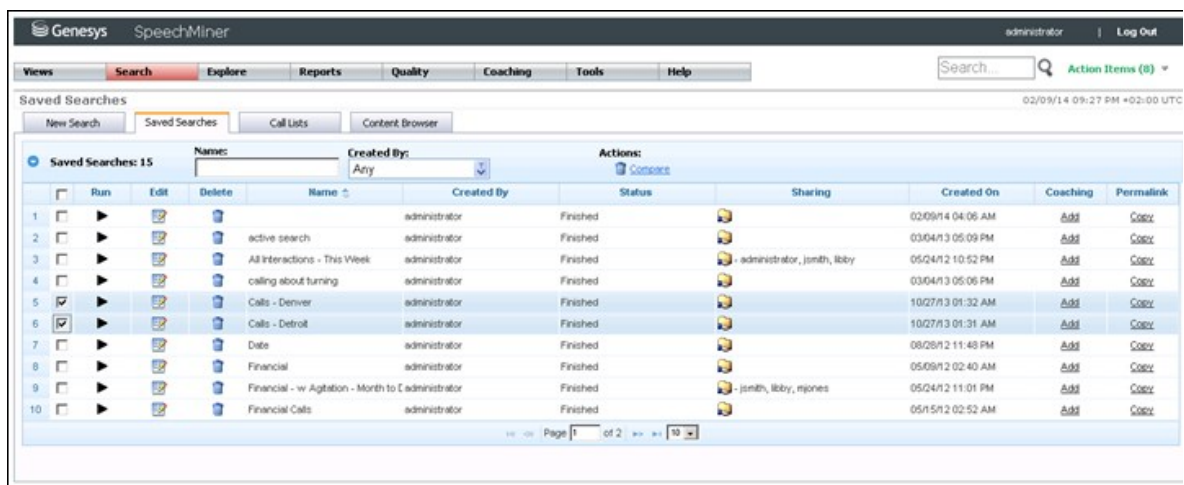 Genesys SpeechMiner administrator | Log Out
Views Search Explore Reports Quality Coaching Tools Help Search... Action Items (8)
Saved Searches 02/09/14 09:27 PM +02:00 UTC
New Search Saved Searches Call Lists Content Browser
Saved Searches: 15 Name: Created By: Any Actions: Compare
Run Edit Delete Name Created By Status Sharing Created On Coaching Permalink
1 administrator Finished 02/09/14 04:06 AM Add Copy
2 active search administrator Finished 03/04/13 05:09 PM Add Copy
3 All Interactions - This Week administrator Finished - administrator, jsmith, libby 05/24/12 10:52 PM Add Copy
4 calling about turning administrator Finished 03/04/13 05:06 PM Add Copy
5 Calls - Denver administrator Finished 10/27/13 01:32 AM Add Copy
6 Calls - Detroit administrator Finished 10/27/13 01:31 AM Add Copy
7 Date administrator Finished 08/28/12 11:48 PM Add Copy
8 Financial administrator Finished 05/09/12 02:40 AM Add Copy
9 Financial - w Agitation - Month to D administrator Finished - jsmith, libby, mjones 05/24/12 11:01 PM Add Copy
10 Financial Calls administrator Finished 05/15/12 02:52 AM Add Copy
Page 1 of 2 10